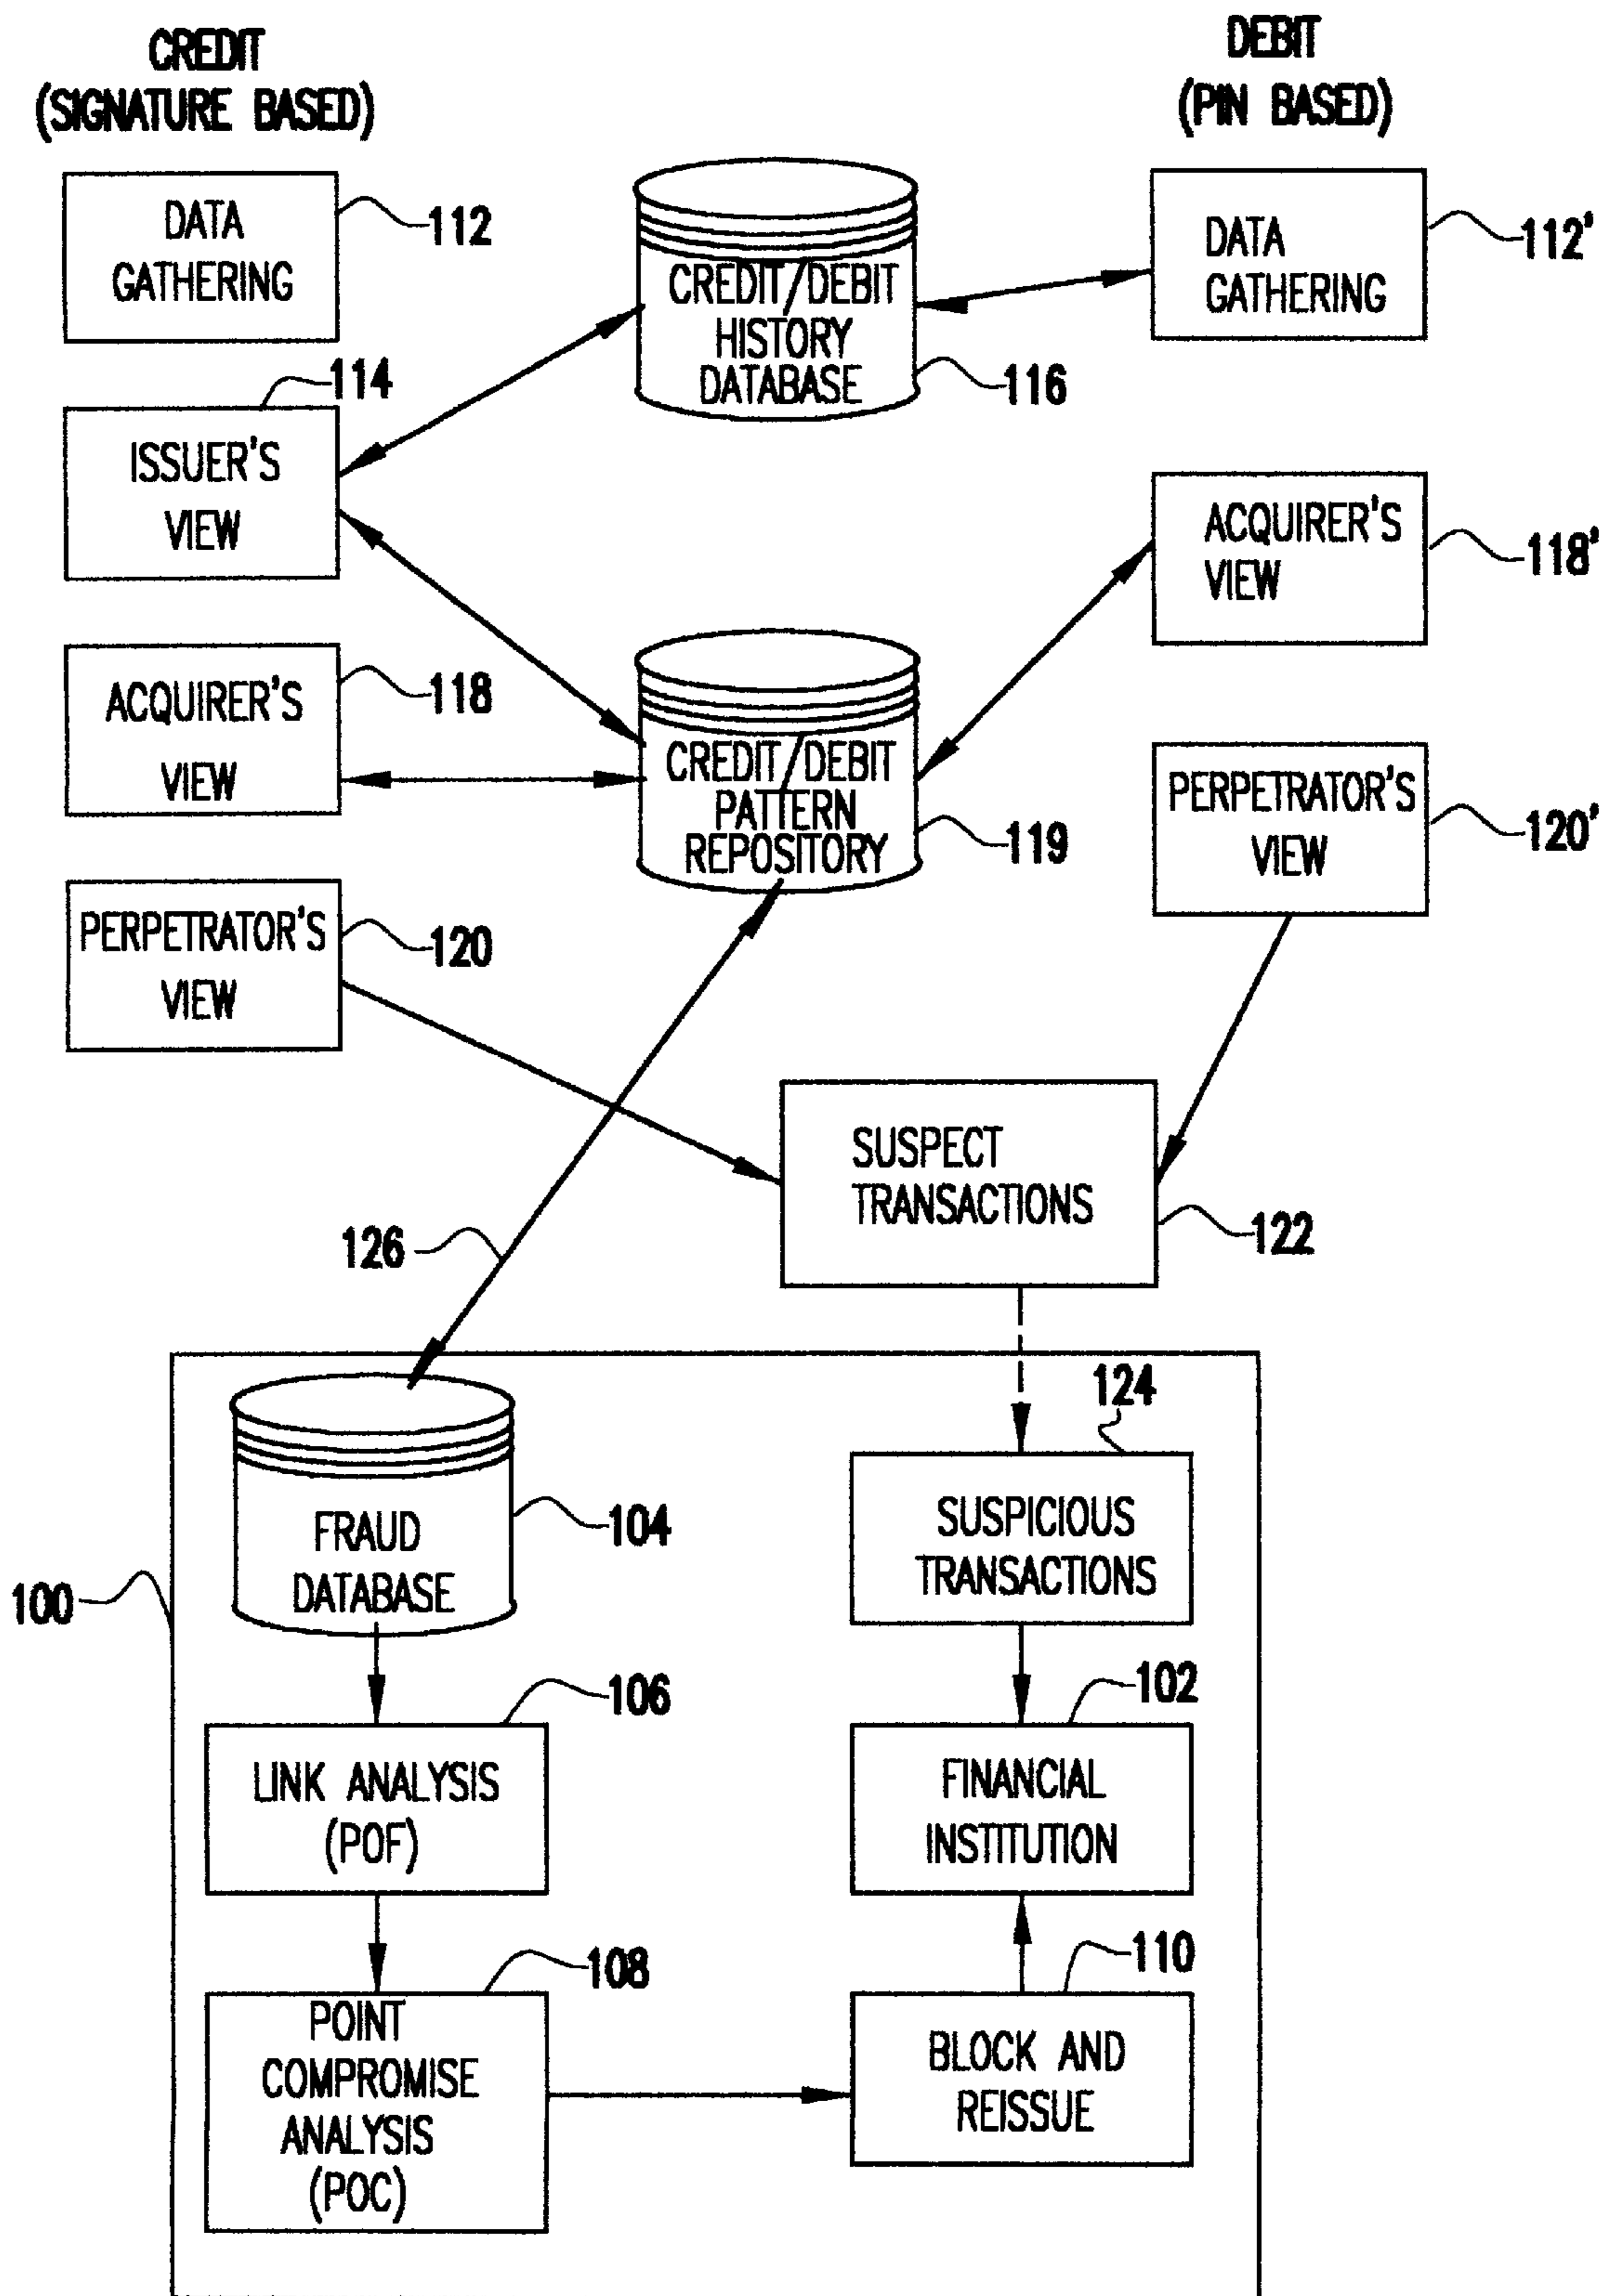 CREDIT
(SIGNATURE BASED)
DEBIT
(PIN BASED)
DATA
GATHERING
112
CREDIT/DEBIT
HISTORY
DATABASE
116
DATA
GATHERING
112'
114
ISSUER'S
VIEW
ACQUIRER'S
VIEW
118'
ACQUIRER'S
VIEW
118
CREDIT/DEBIT
PATTERN
REPOSITORY
119
PERPETRATOR'S
VIEW
120'
PERPETRATOR'S
VIEW
120
SUSPECT
TRANSACTIONS
122
126
100
FRAUD
DATABASE
104
124
SUSPICIOUS
TRANSACTIONS
106
LINK ANALYSIS
(POF)
102
FINANCIAL
INSTITUTION
108
POINT
COMPROMISE
ANALYSIS
(POC)
110
BLOCK AND
REISSUE